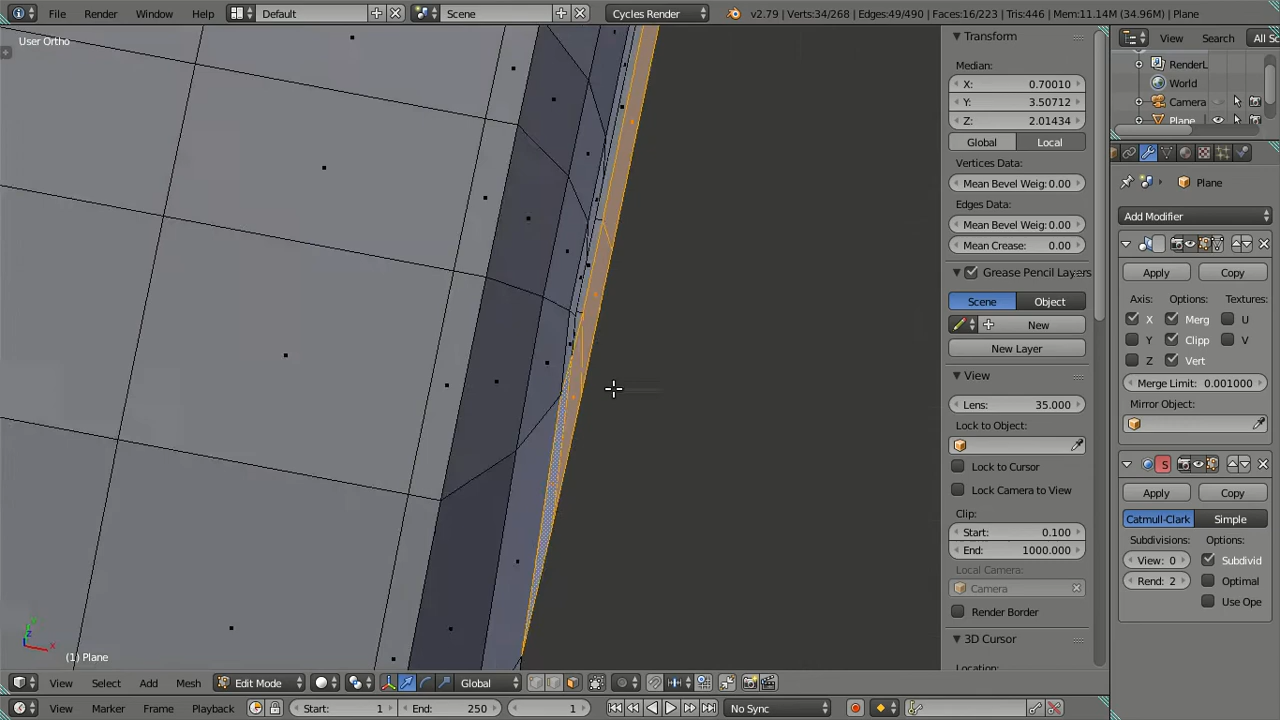 File Render Window Help Default Scene Cycles Render v2.79 | Verts:34/268 | Edges:49/490 | Faces:16/223 | Tris:446 | Mem:11.14M (34.96M) | Plane
User Ortho
Transform
Median:
X: 0.70010
Y: 3.50712
Z: 2.01434
Global Local
Vertices Data:
Mean Bevel Weig: 0.00
Edges Data:
Mean Bevel Weig: 0.00
Mean Crease: 0.00
Grease Pencil Layers
Scene Object
New
New Layer
View
Lens: 35.000
Lock to Object:
Lock to Cursor
Lock Camera to View
Clip:
Start: 0.100
End: 1000.000
Local Camera:
Camera
Render Border
3D Cursor
Location:
View Search All Sc
RenderL
World
Camera
Plane
Plane
Add Modifier
Apply Copy
Axis: Options: Textures:
X Merg U
Y Clipp V
Z Vert
Merge Limit: 0.001000
Mirror Object:
S
Apply Copy
Catmull-Clark Simple
Subdivisions: Options:
View: 0 Subdivid
Rend: 2 Optimal
Use Ope
z x
(1) Plane
View Select Add Mesh Edit Mode Global
View Marker Frame Playback Start: 1 End: 250 1 No Sync